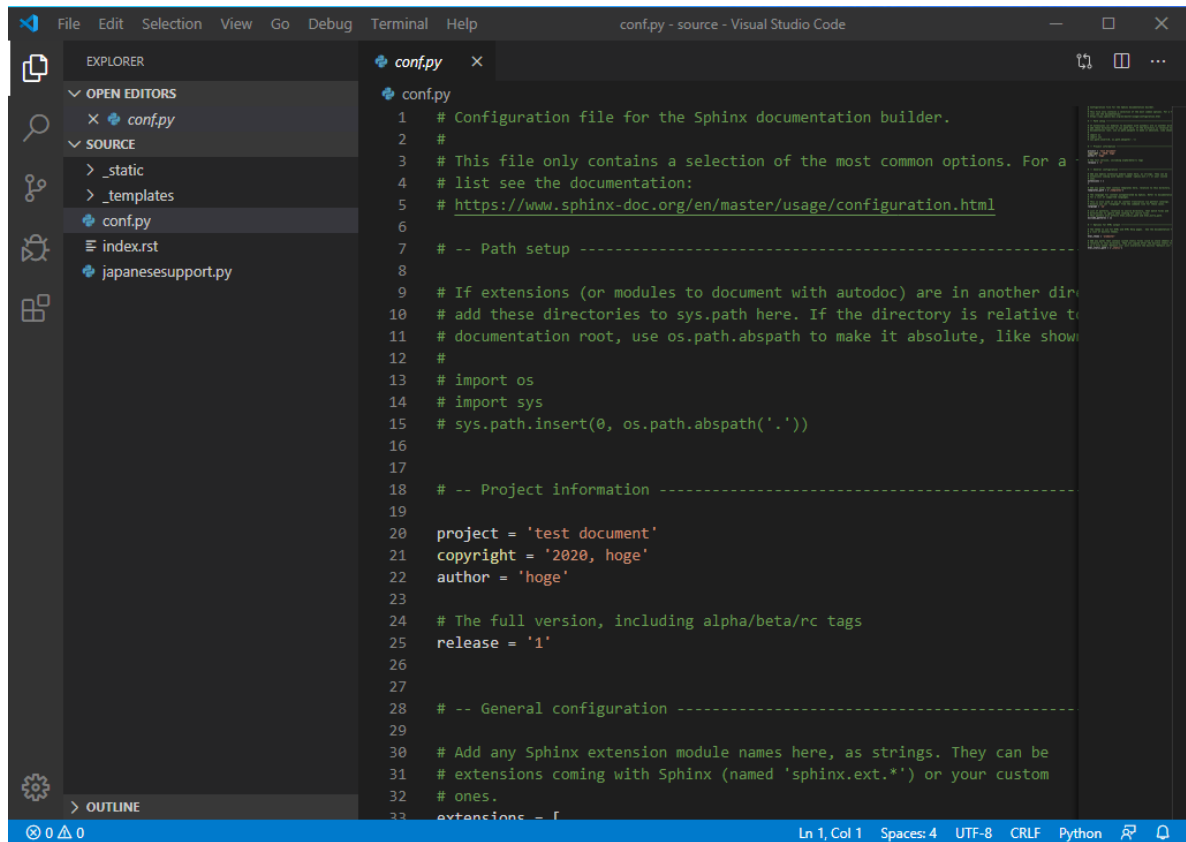 File Edit Selection View Go Debug Terminal Help conf.py - source - Visual Studio Code
EXPLORER
OPEN EDITORS
conf.py
SOURCE
_static
_templates
conf.py
index.rst
japanesesupport.py
OUTLINE
conf.py
conf.py
1 # Configuration file for the Sphinx documentation builder.
2 #
3 # This file only contains a selection of the most common options. For a
4 # list see the documentation:
5 # https://www.sphinx-doc.org/en/master/usage/configuration.html
6
7 # -- Path setup --------------------------------------------------------
8
9 # If extensions (or modules to document with autodoc) are in another dire
10 # add these directories to sys.path here. If the directory is relative to
11 # documentation root, use os.path.abspath to make it absolute, like shown
12 #
13 # import os
14 # import sys
15 # sys.path.insert(0, os.path.abspath('.'))
16
17
18 # -- Project information -----------------------------------------------
19
20 project = 'test document'
21 copyright = '2020, hoge'
22 author = 'hoge'
23
24 # The full version, including alpha/beta/rc tags
25 release = '1'
26
27
28 # -- General configuration ---------------------------------------------
29
30 # Add any Sphinx extension module names here, as strings. They can be
31 # extensions coming with Sphinx (named 'sphinx.ext.*') or your custom
32 # ones.
33 extensions = [
0 0 Ln 1, Col 1 Spaces: 4 UTF-8 CRLF Python